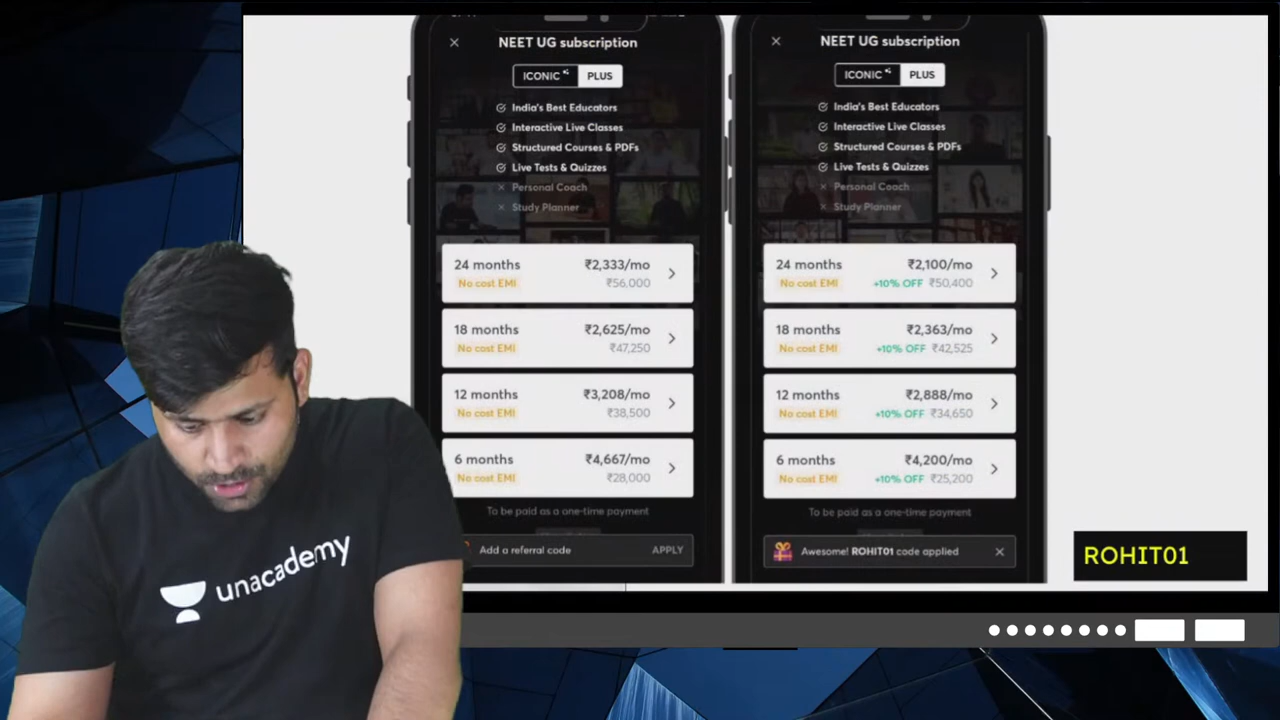 NEET UG subscription
ICONIC PLUS
India's Best Educators
Interactive Live Classes
Structured Courses & PDFs
Live Tests & Quizzes
Personal Coach
Study Planner
24 months ₹2,333/mo
No cost EMI ₹56,000
18 months ₹2,625/mo
No cost EMI ₹47,250
12 months ₹3,208/mo
No cost EMI ₹38,500
6 months ₹4,667/mo
No cost EMI ₹28,000
To be paid as a one-time payment
Add a referral code APPLY
NEET UG subscription
ICONIC PLUS
India's Best Educators
Interactive Live Classes
Structured Courses & PDFs
Live Tests & Quizzes
Personal Coach
Study Planner
24 months ₹2,100/mo
No cost EMI +10% OFF ₹50,400
18 months ₹2,363/mo
No cost EMI +10% OFF ₹42,525
12 months ₹2,888/mo
No cost EMI +10% OFF ₹34,650
6 months ₹4,200/mo
No cost EMI +10% OFF ₹25,200
To be paid as a one-time payment
Awesome! ROHIT01 code applied
ROHIT01
unacademy